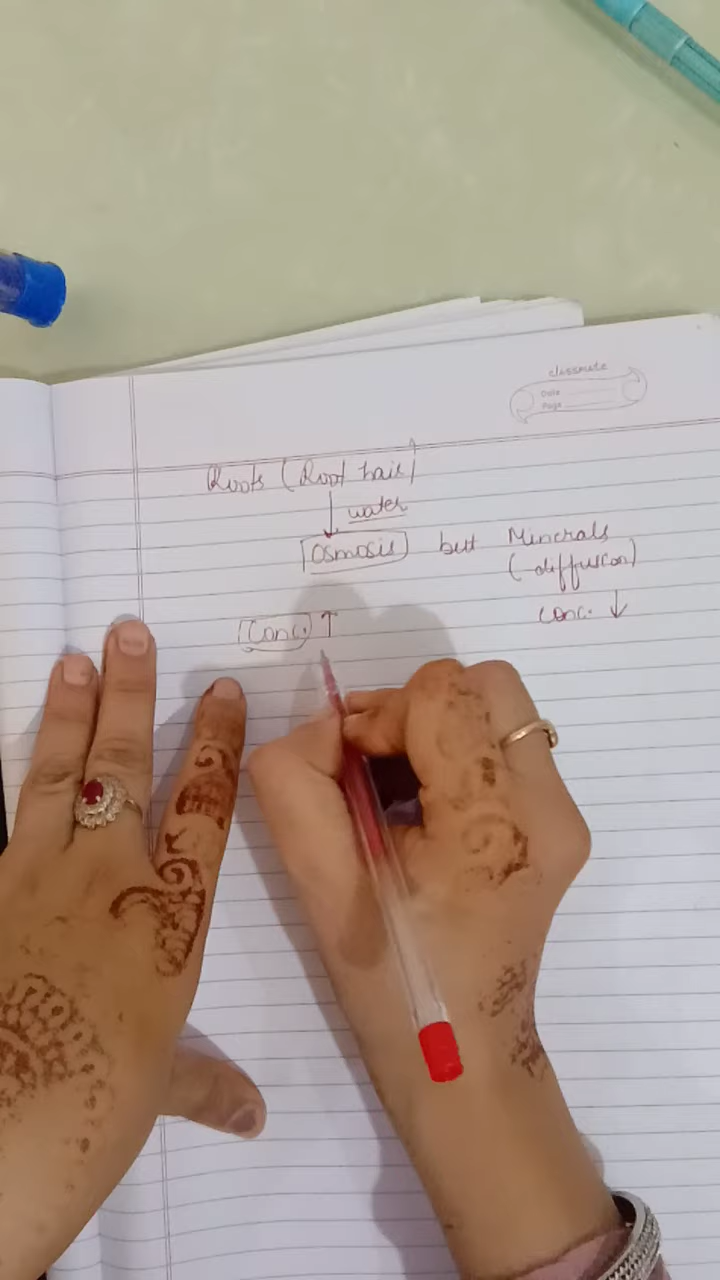 classmate
Date
Page
Roots (Root hair)
water
Osmosis but Minerals
(diffusion)
Conc. ↑
Conc. ↓